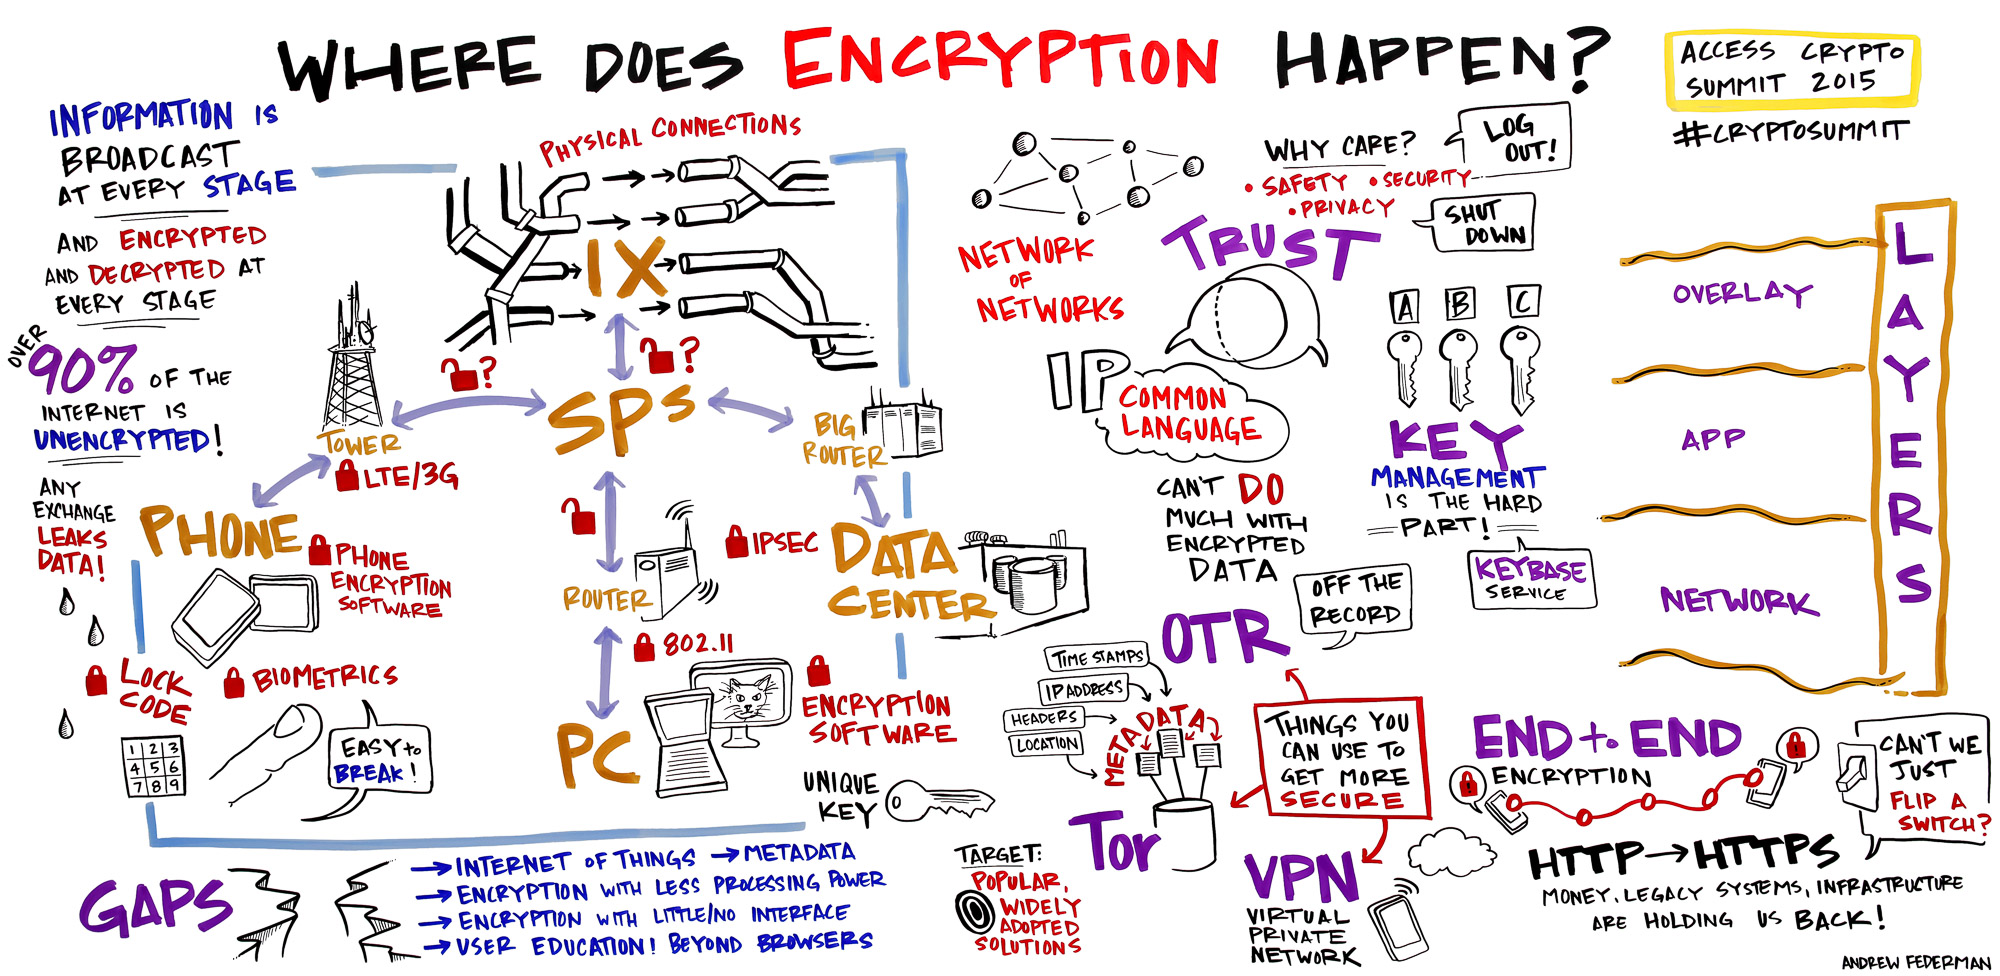 WHERE DOES ENCRYPTION HAPPEN?
ACCESS CRYPTO
SUMMIT 2015
#CRYPTOSUMMIT
INFORMATION IS
BROADCAST
AT EVERY STAGE
AND ENCRYPTED
AND DECRYPTED AT
EVERY STAGE
OVER
90% OF THE
INTERNET IS
UNENCRYPTED!
ANY
EXCHANGE
LEAKS
DATA!
PHYSICAL CONNECTIONS
IX
?
?
SPs
TOWER
LTE/3G
PHONE
PHONE
ENCRYPTION
SOFTWARE
LOCK
CODE
BIOMETRICS
1 2 3
4 5 6
7 8 9
EASY to
BREAK!
ROUTER
802.11
PC
BIG
ROUTER
IPSEC
DATA
CENTER
ENCRYPTION
SOFTWARE
UNIQUE
KEY
GAPS
→ INTERNET OF THINGS → METADATA
→ ENCRYPTION WITH LESS PROCESSING POWER
→ ENCRYPTION WITH LITTLE/NO INTERFACE
→ USER EDUCATION! BEYOND BROWSERS
NETWORK
OF
NETWORKS
IP
COMMON
LANGUAGE
WHY CARE?
• SAFETY • SECURITY
• PRIVACY
LOG
OUT!
SHUT
DOWN
TRUST
A B C
KEY
MANAGEMENT
IS THE HARD
PART!
KEYBASE
SERVICE
CAN'T DO
MUCH WITH
ENCRYPTED
DATA
OTR
OFF THE
RECORD
TIME STAMPS
IP ADDRESS
HEADERS
LOCATION
METADATA
Tor
TARGET:
POPULAR,
WIDELY
ADOPTED
SOLUTIONS
THINGS YOU
CAN USE TO
GET MORE
SECURE
VPN
VIRTUAL
PRIVATE
NETWORK
END to END
ENCRYPTION
CAN'T WE
JUST
FLIP A
SWITCH?
HTTP→HTTPS
MONEY, LEGACY SYSTEMS, INFRASTRUCTURE
ARE HOLDING US BACK!
LAYERS
OVERLAY
APP
NETWORK
ANDREW FEDERMAN